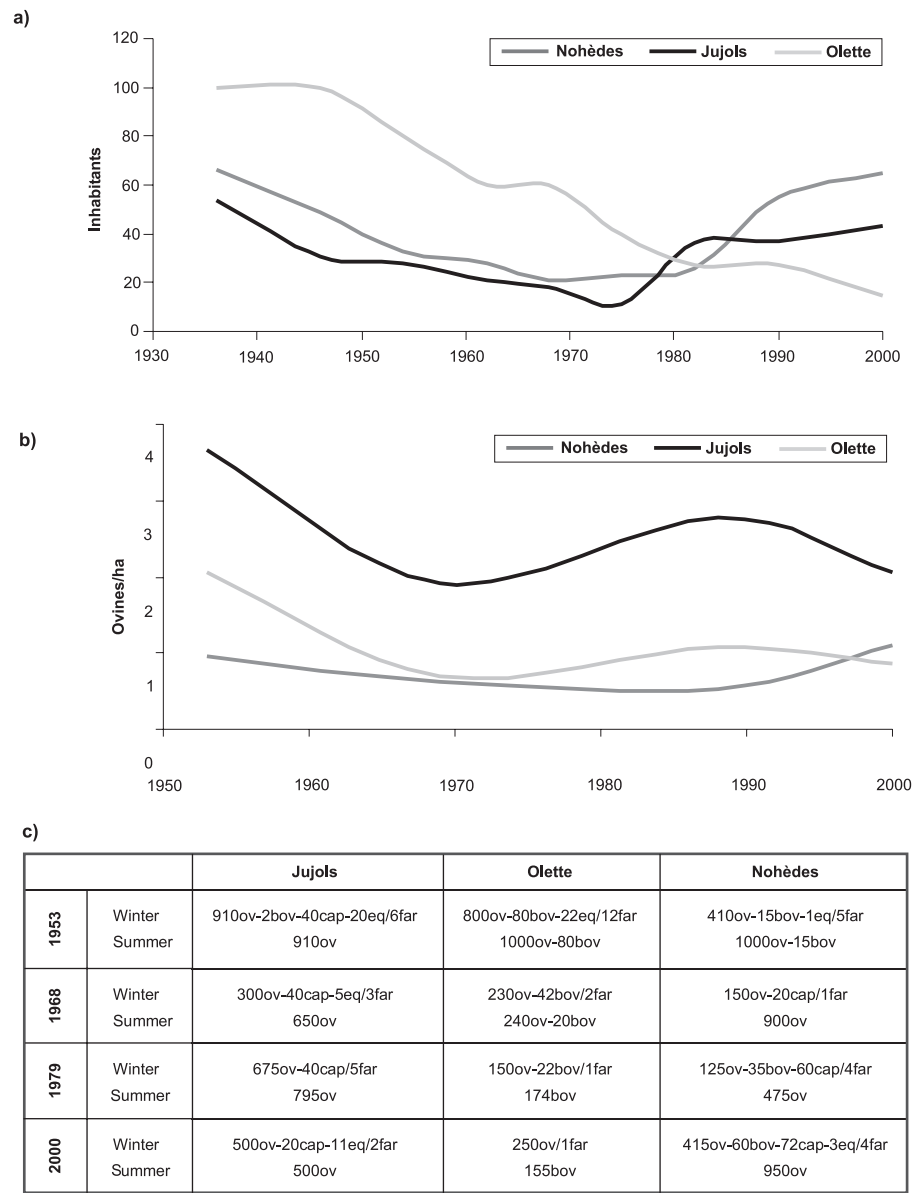 a)
120
100
80
60
40
20
0
Inhabitants
Nohèdes Jujols Olette
1930 1940 1950 1960 1970 1980 1990 2000
b)
4
3
2
1
0
Ovines/ha
Nohèdes Jujols Olette
1950 1960 1970 1980 1990 2000
c)
Jujols Olette Nohèdes
1953
Winter 910ov-2bov-40cap-20eq/6far 800ov-80bov-22eq/12far 410ov-15bov-1eq/5far
Summer 910ov 1000ov-80bov 1000ov-15bov
1968
Winter 300ov-40cap-5eq/3far 230ov-42bov/2far 150ov-20cap/1far
Summer 650ov 240ov-20bov 900ov
1979
Winter 675ov-40cap/5far 150ov-22bov/1far 125ov-35bov-60cap/4far
Summer 795ov 174bov 475ov
2000
Winter 500ov-20cap-11eq/2far 250ov/1far 415ov-60bov-72cap-3eq/4far
Summer 500ov 155bov 950ov